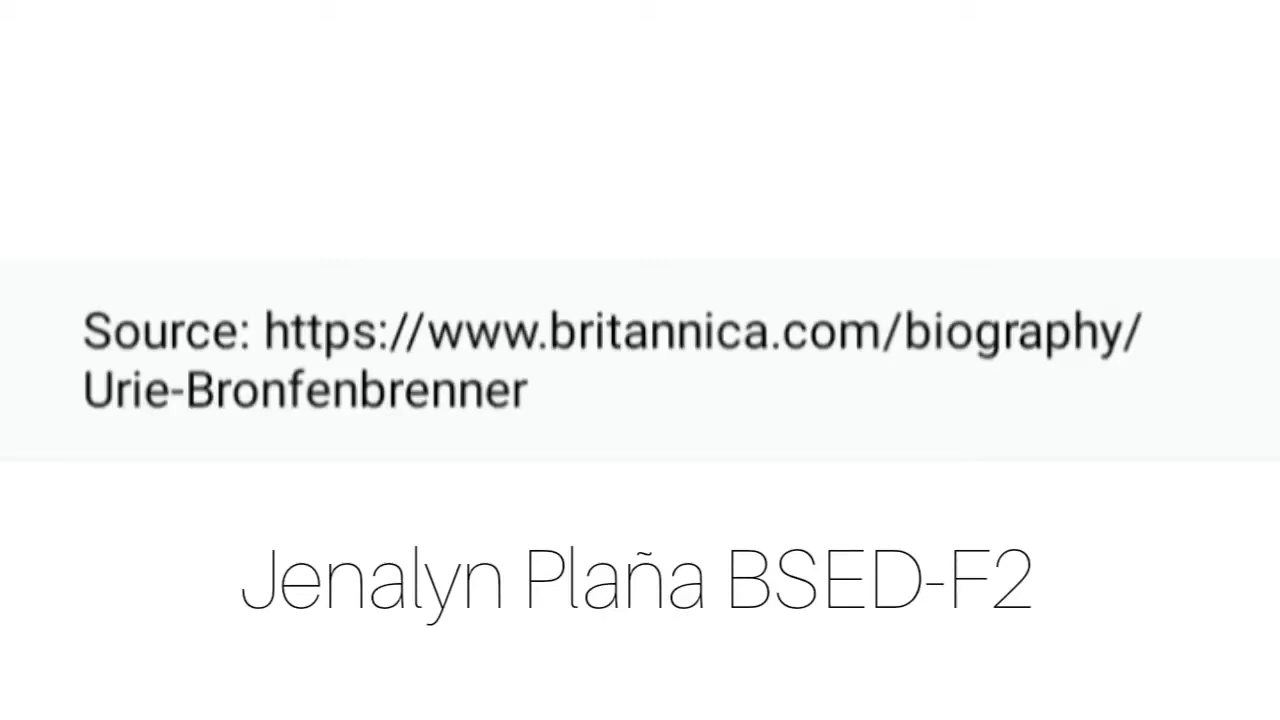 Source: https://www.britannica.com/biography/
Urie-Bronfenbrenner
Jenalyn Plaña BSED-F2